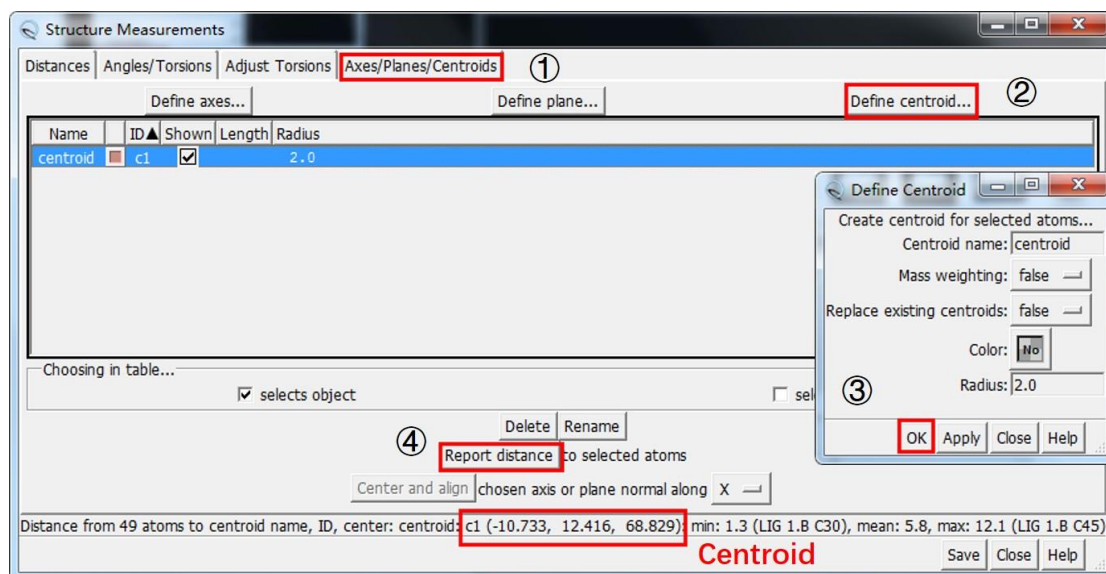 Structure Measurements
Distances Angles/Torsions Adjust Torsions Axes/Planes/Centroids ①
Define axes... Define plane... Define centroid... ②
Name ID▲ Shown Length Radius
centroid c1 2.0
Define Centroid
Create centroid for selected atoms...
Centroid name: centroid
Mass weighting: false
Replace existing centroids: false
Color: No
③ Radius: 2.0
OK Apply Close Help
Choosing in table...
selects object sel
Delete Rename
④ Report distance to selected atoms
Center and align chosen axis or plane normal along X
Distance from 49 atoms to centroid name, ID, center: centroid: c1 (-10.733, 12.416, 68.829): min: 1.3 (LIG 1.B C30), mean: 5.8, max: 12.1 (LIG 1.B C45)
Centroid
Save Close Help